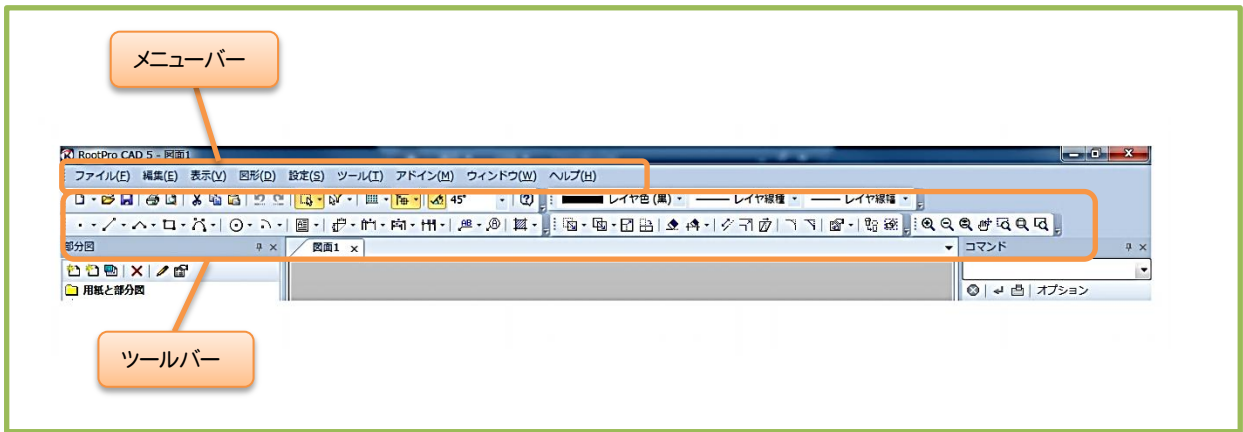 メニューバー
RootPro CAD 5 - 図面1
ファイル(F) 編集(E) 表示(V) 図形(D) 設定(S) ツール(T) アドイン(M) ウィンドウ(W) ヘルプ(H)
45° レイヤ色 (黒) レイヤ線種 レイヤ線幅
部分図 図面1 x コマンド
用紙と部分図 オプション
ツールバー